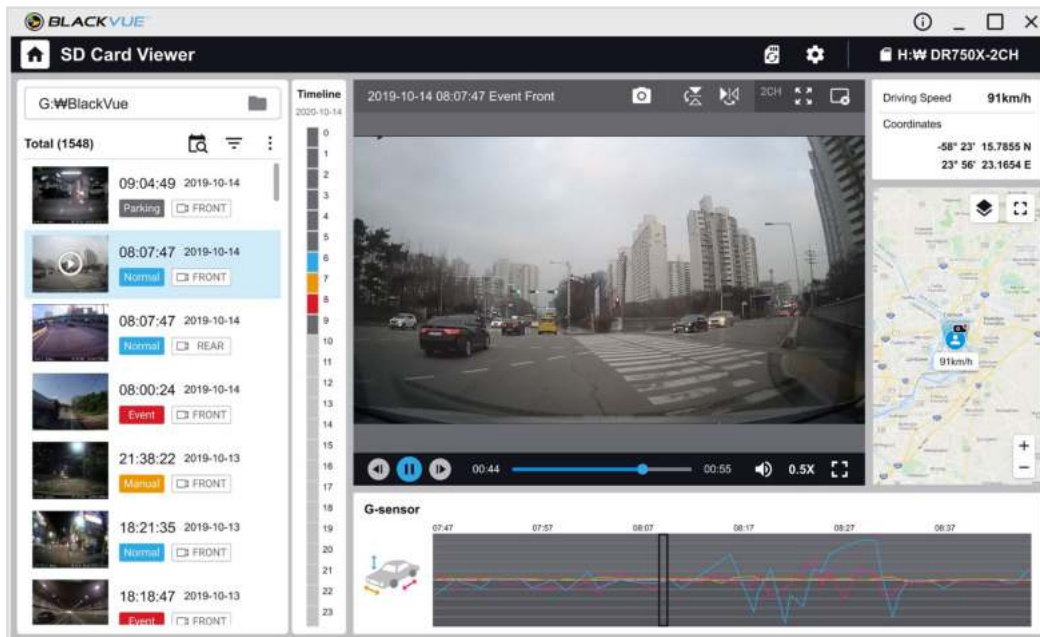 BLACKVUE
SD Card Viewer
H:₩ DR750X-2CH
G:₩BlackVue
Total (1548)
09:04:49 2019-10-14
Parking FRONT
08:07:47 2019-10-14
Normal FRONT
08:07:47 2019-10-14
Normal REAR
08:00:24 2019-10-14
Event FRONT
21:38:22 2019-10-13
Manual FRONT
18:21:35 2019-10-13
Normal FRONT
18:18:47 2019-10-13
Event FRONT
Timeline
2020-10-14
0
1
2
3
4
5
6
7
8
9
10
11
12
13
14
15
16
17
18
19
20
21
22
23
2019-10-14 08:07:47 Event Front
2CH
00:44
00:55
0.5X
Driving Speed 91km/h
Coordinates
-58° 23' 15.7855 N
23° 56' 23.1654 E
91km/h
+
−
G-sensor
07:47 07:57 08:07 08:17 08:27 08:37